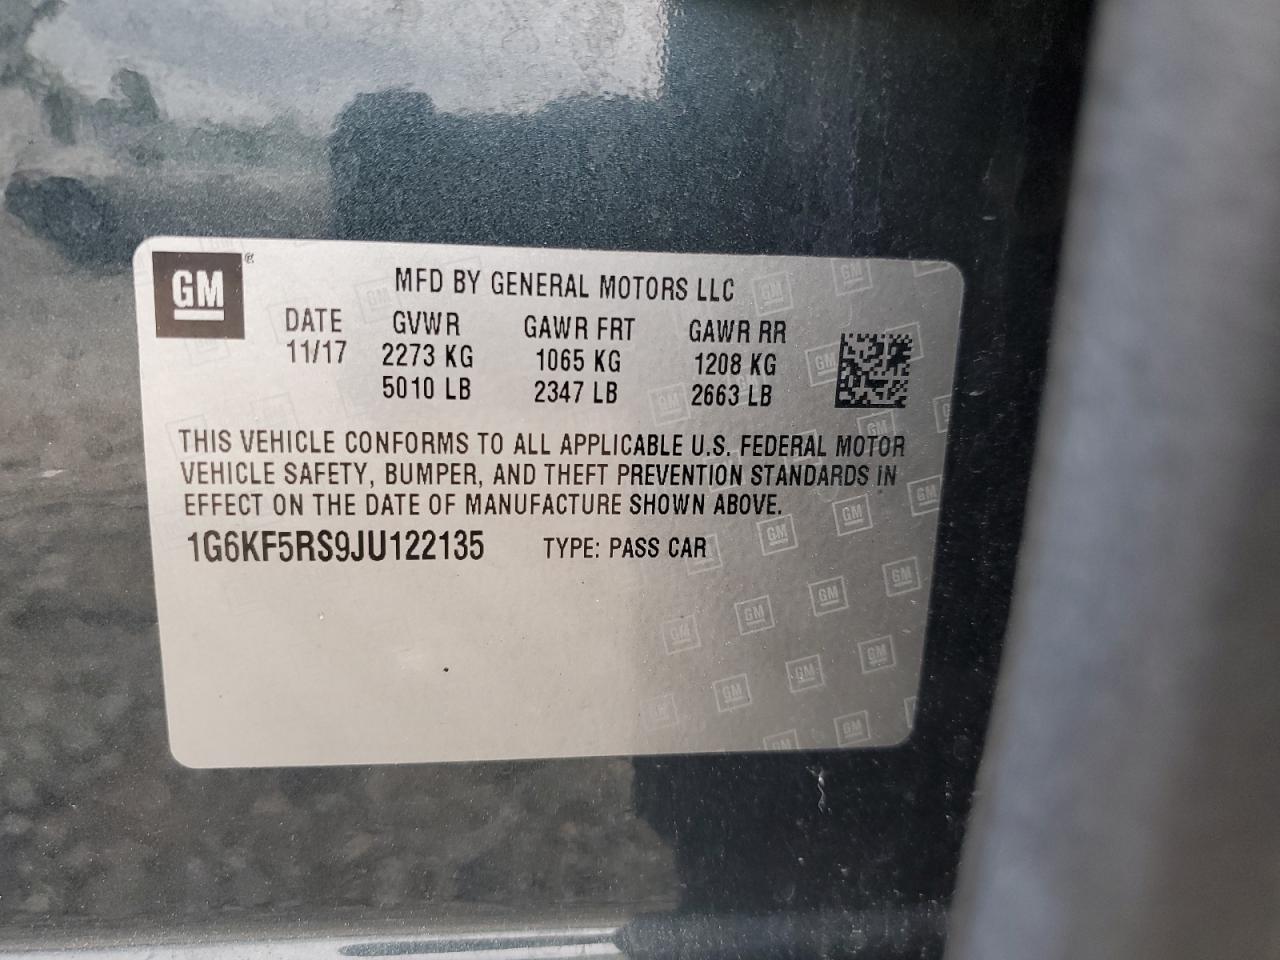 GM ®
MFD BY GENERAL MOTORS LLC
DATE GVWR GAWR FRT GAWR RR
11/17 2273 KG 1065 KG 1208 KG
5010 LB 2347 LB 2663 LB
THIS VEHICLE CONFORMS TO ALL APPLICABLE U.S. FEDERAL MOTOR
VEHICLE SAFETY, BUMPER, AND THEFT PREVENTION STANDARDS IN
EFFECT ON THE DATE OF MANUFACTURE SHOWN ABOVE.
1G6KF5RS9JU122135 TYPE: PASS CAR